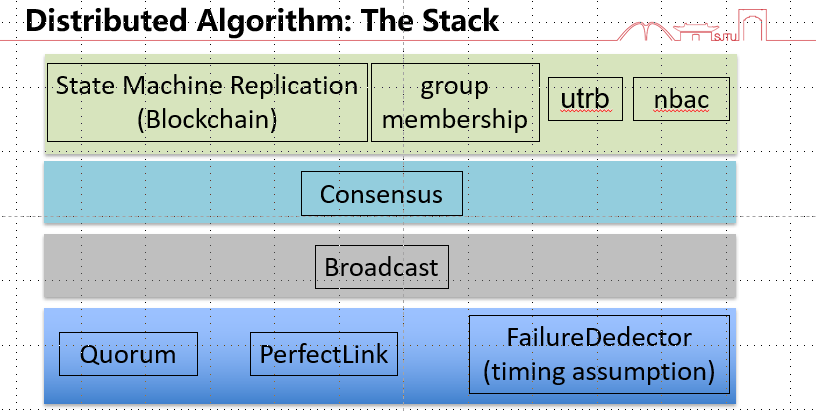 Distributed Algorithm: The Stack
SJTU
State Machine Replication
(Blockchain)
group
membership
utrb
nbac
Consensus
Broadcast
Quorum
PerfectLink
FailureDedector
(timing assumption)